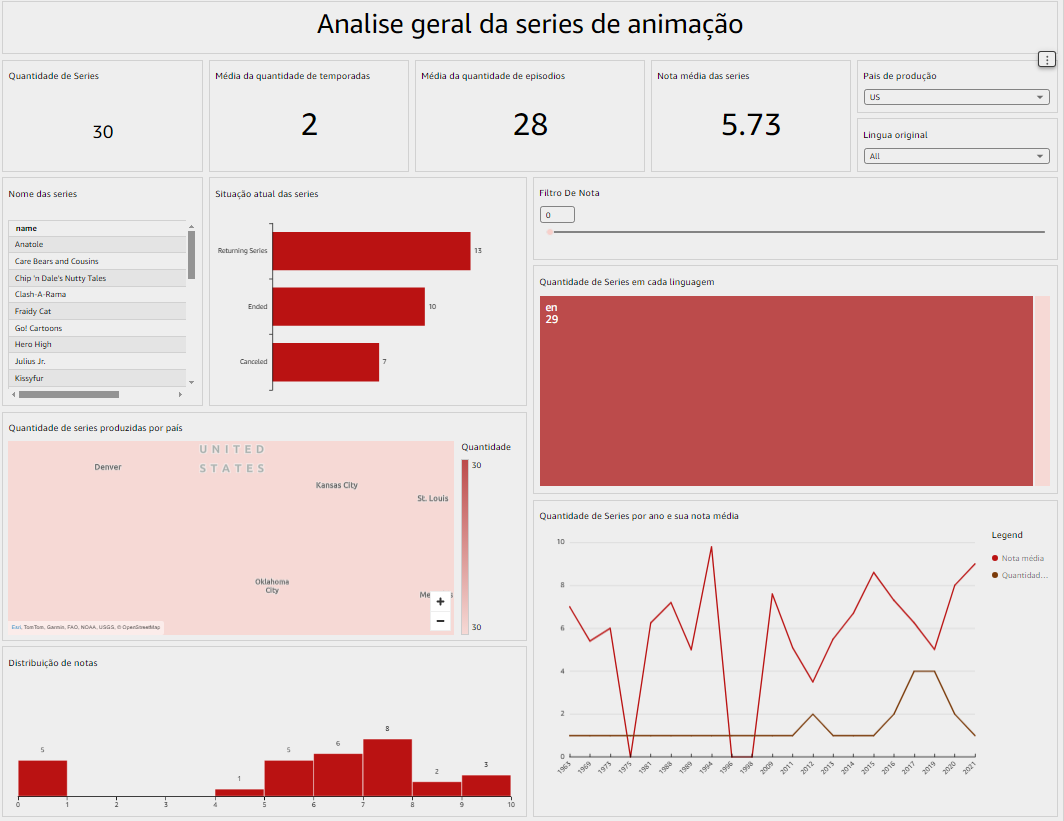 Analise geral da series de animação
Quantidade de Series
30
Média da quantidade de temporadas
2
Média da quantidade de episodios
28
Nota média das series
5.73
Pais de produção
US
Lingua original
All
Nome das series
name
Anatole
Care Bears and Cousins
Chip 'n Dale's Nutty Tales
Clash-A-Rama
Fraidy Cat
Go! Cartoons
Hero High
Julius Jr.
Kissyfur
Situação atual das series
Returning Series
13
Ended
10
Canceled
7
Filtro De Nota
0
Quantidade de Series em cada linguagem
en
29
Quantidade de series produzidas por país
UNITED
STATES
Denver
Kansas City
St. Louis
Oklahoma
City
Esri, TomTom, Garmin, FAO, NOAA, USGS, © OpenStreetMap
+
−
Quantidade
30
30
Distribuição de notas
5
1
5
6
8
2
3
0 1 2 3 4 5 6 7 8 9 10
Quantidade de Series por ano e sua nota média
10
8
6
4
2
0
1963 1969 1973 1975 1981 1988 1989 1994 1996 1998 2009 2011 2012 2013 2014 2015 2016 2017 2019 2020 2021
Legend
Nota média
Quantidad...